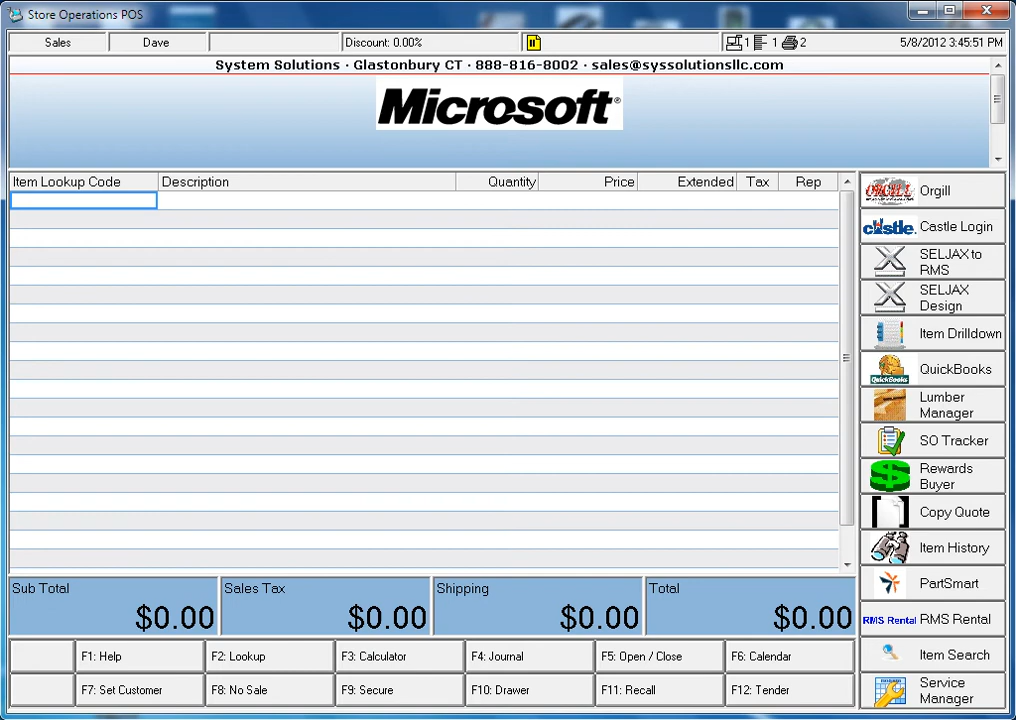 Store Operations POS
Sales Dave Discount: 0.00% 1 1 2 5/8/2012 3:45:51 PM
System Solutions · Glastonbury CT · 888-816-8002 · sales@syssolutionsllc.com
Microsoft®
Item Lookup Code Description Quantity Price Extended Tax Rep
ORGILL Orgill
castle. Castle Login
SELJAX to
RMS
SELJAX
Design
Item Drilldown
QuickBooks QuickBooks
Lumber
Manager
SO Tracker
$ Rewards
Buyer
Copy Quote
Item History
PartSmart
RMS Rental RMS Rental
Item Search
Service
Manager
Sub Total Sales Tax Shipping Total
$0.00 $0.00 $0.00 $0.00
F1: Help F2: Lookup F3: Calculator F4: Journal F5: Open / Close F6: Calendar
F7: Set Customer F8: No Sale F9: Secure F10: Drawer F11: Recall F12: Tender